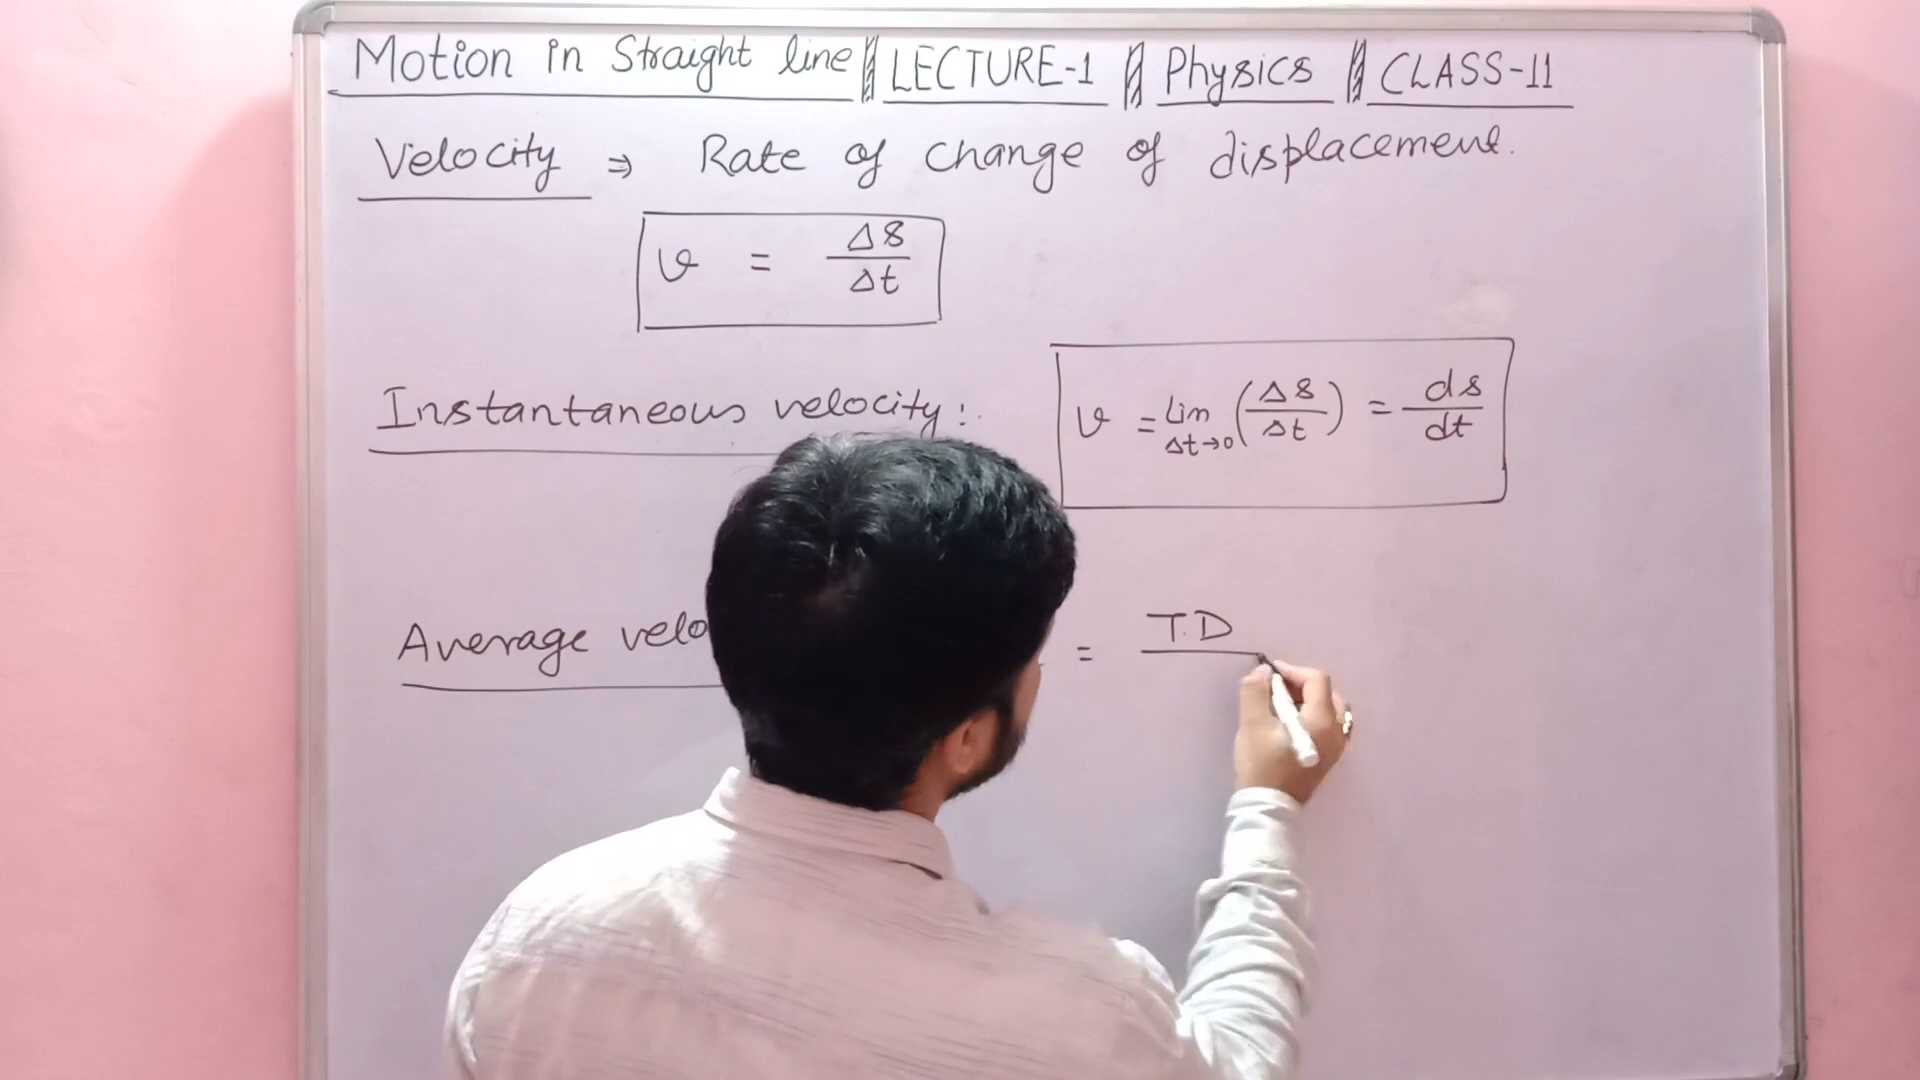 Motion in Straight line || LECTURE-1 || Physics || CLASS-11
Velocity ⇒ Rate of change of displacement.
v = Δs/Δt
Instantaneous velocity: v = Lim Δt→0 (Δs/Δt) = ds/dt
Average = T.D